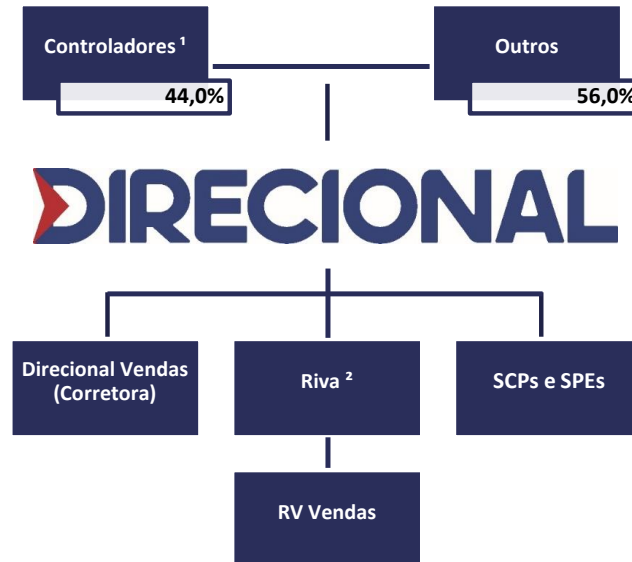 Controladores ¹
Outros
44,0%
56,0%
DIRECIONAL
Direcional Vendas
(Corretora)
Riva ²
SCPs e SPEs
RV Vendas